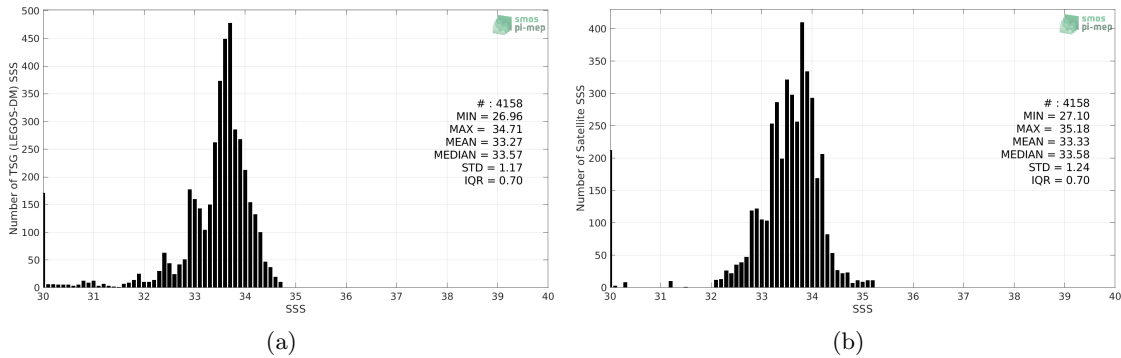 500
450
400
350
300
250
200
150
100
50
0
30 31 32 33 34 35 36 37 38 39 40
SSS
Number of TSG (LEGOS-DM) SSS
smos
pi-mep
# : 4158
MIN = 26.96
MAX = 34.71
MEAN = 33.27
MEDIAN = 33.57
STD = 1.17
IQR = 0.70
(a)
400
350
300
250
200
150
100
50
0
30 31 32 33 34 35 36 37 38 39 40
SSS
Number of Satellite SSS
smos
pi-mep
# : 4158
MIN = 27.10
MAX = 35.18
MEAN = 33.33
MEDIAN = 33.58
STD = 1.24
IQR = 0.70
(b)